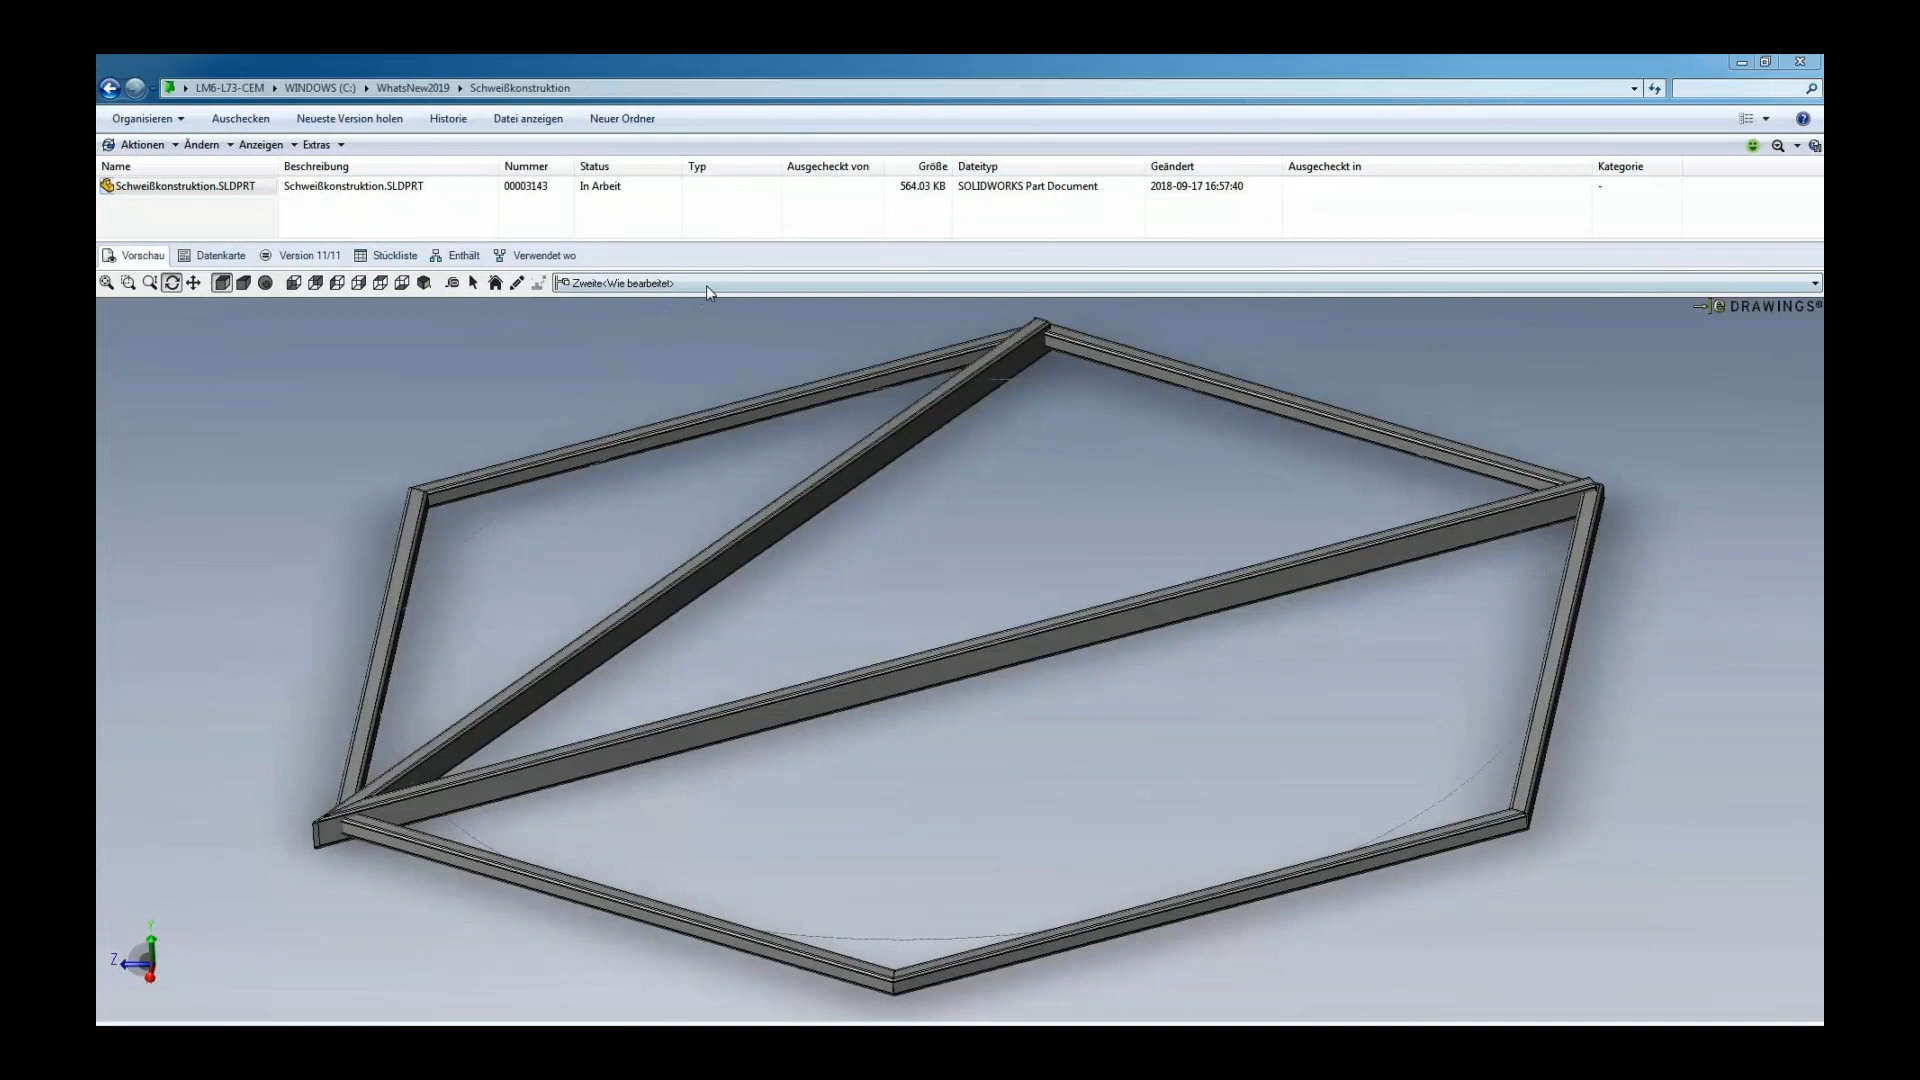 LM6-L73-CEM WINDOWS (C:) WhatsNew2019 Schweißkonstruktion
Organisieren Auschecken Neueste Version holen Historie Datei anzeigen Neuer Ordner
Aktionen Ändern Anzeigen Extras
Name Beschreibung Nummer Status Typ Ausgecheckt von Größe Dateityp Geändert Ausgecheckt in Kategorie
Schweißkonstruktion.SLDPRT Schweißkonstruktion.SLDPRT 00003143 In Arbeit 564.03 KB SOLIDWORKS Part Document 2018-09-17 16:57:40 -
Vorschau Datenkarte Version 11/11 Stückliste Enthält Verwendet wo
Zweite<Wie bearbeitet>
eDRAWINGS®
Y
Z